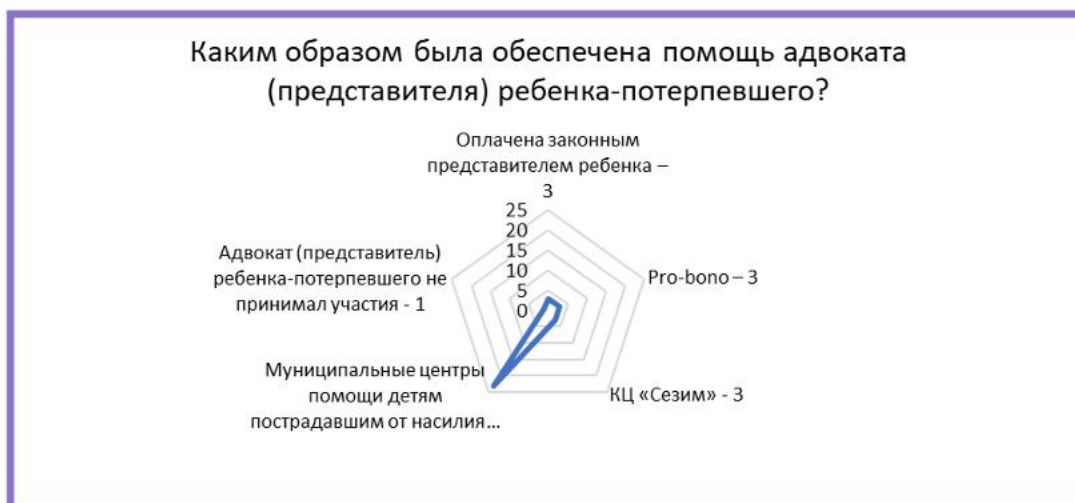 Каким образом была обеспечена помощь адвоката
(представителя) ребенка-потерпевшего?
Оплачена законным
представителем ребенка –
3
25
20
15
10
5
0
Pro-bono – 3
КЦ «Сезим» - 3
Муниципальные центры
помощи детям
пострадавшим от насилия...
Адвокат (представитель)
ребенка-потерпевшего не
принимал участия - 1